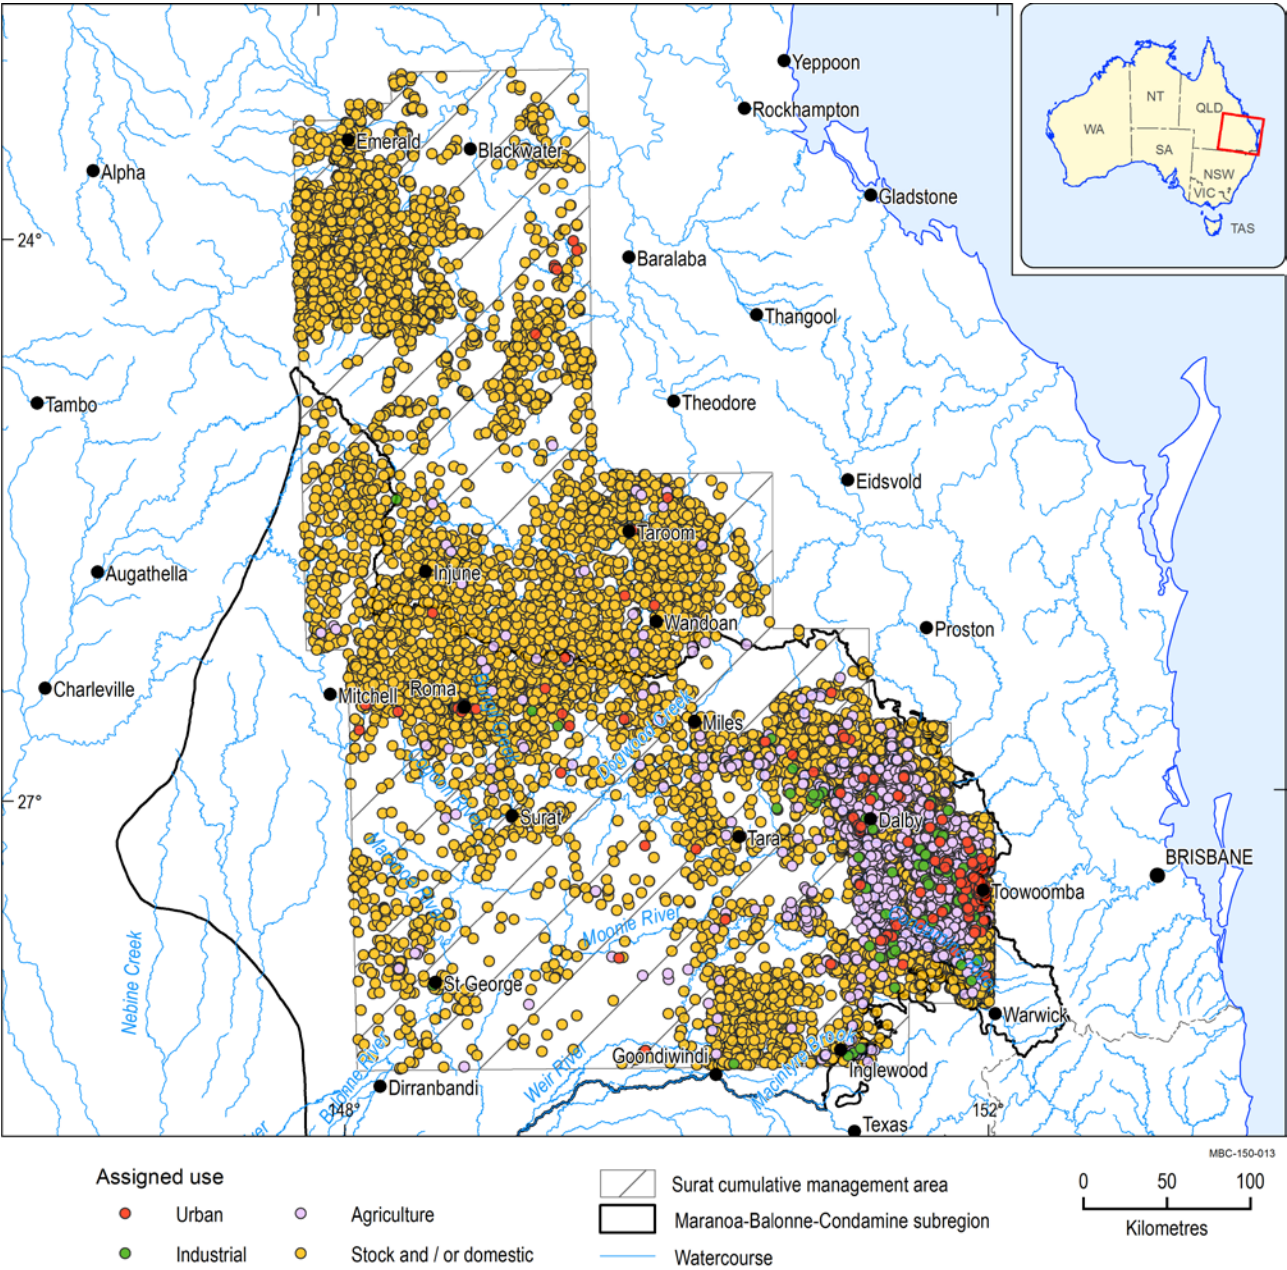 Yeppoon
Rockhampton
Emerald
Blackwater
Alpha
Gladstone
24°
Baralaba
Thangool
Tambo
Theodore
Eidsvold
Taroom
Augathella
Injune
Wandoan
Proston
Charleville
Mitchell
Roma
Miles
Dogwood Creek
27°
Surat
Dalby
Tara
BRISBANE
Toowoomba
Moonie River
Nebine Creek
St George
Warwick
Goondiwindi
Weir River
Macintyre Brook
Inglewood
Balonne River
Dirranbandi
148°
152°
Texas
NT
QLD
WA
SA
NSW
VIC
TAS
MBC-150-013
Assigned use
Urban
Agriculture
Industrial
Stock and / or domestic
Surat cumulative management area
Maranoa-Balonne-Condamine subregion
Watercourse
0 50 100
Kilometres